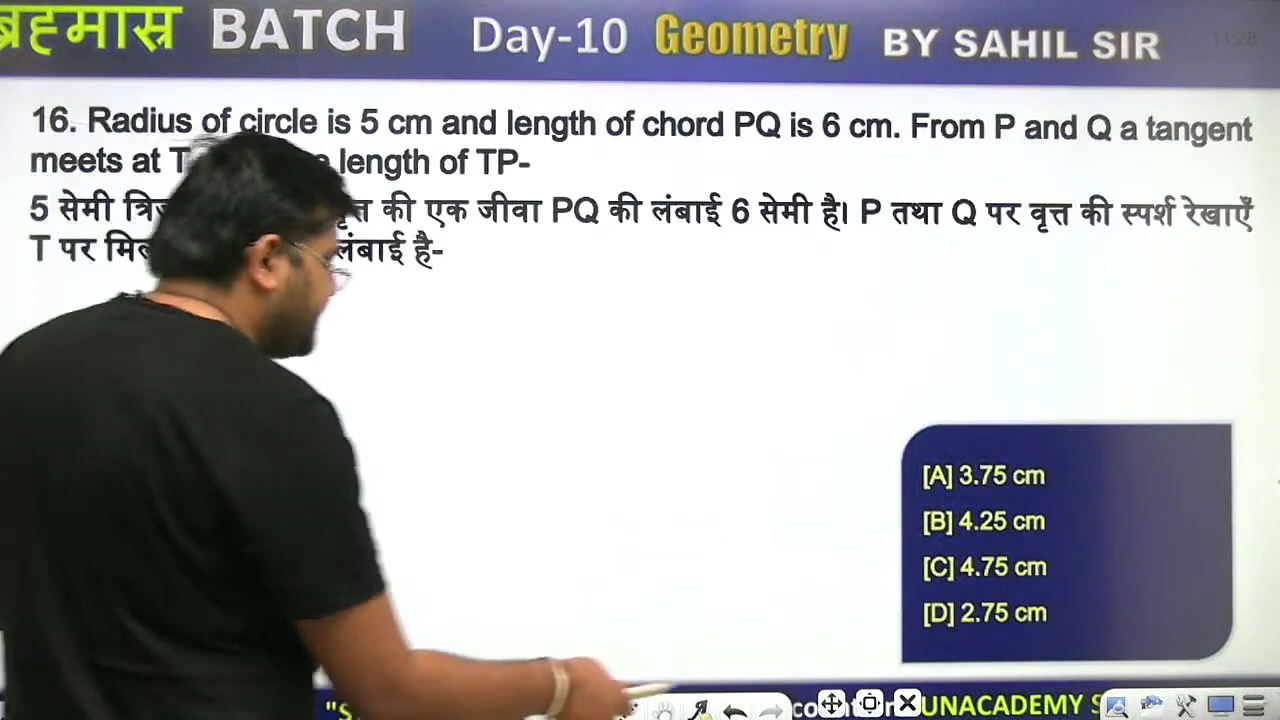 ब्रह्मास्र BATCH Day-10 Geometry BY SAHIL SIR
16. Radius of circle is 5 cm and length of chord PQ is 6 cm. From P and Q a tangent
meets at T length of TP-
5 सेमी की एक जीवा PQ की लंबाई 6 सेमी है। P तथा Q पर वृत्त की स्पर्श रेखाएँ
T पर लंबाई है-
[A] 3.75 cm
[B] 4.25 cm
[C] 4.75 cm
[D] 2.75 cm
UNACADEMY